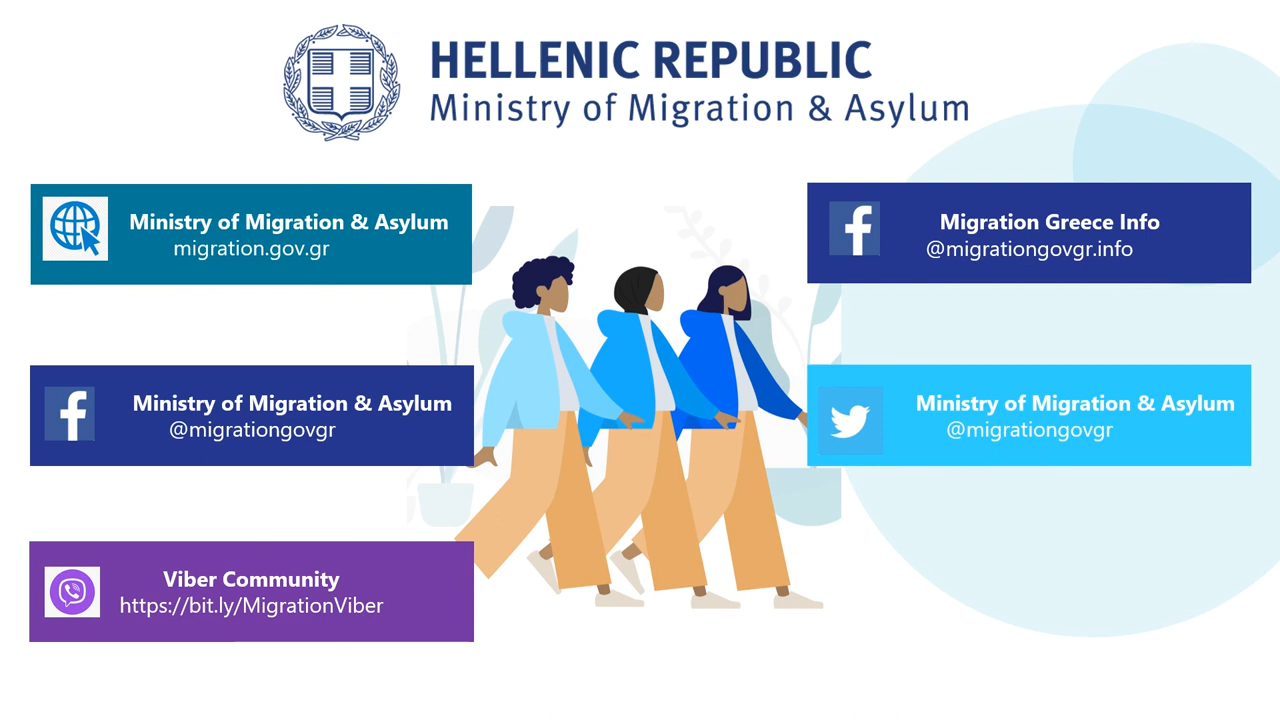 HELLENIC REPUBLIC
Ministry of Migration & Asylum
Ministry of Migration & Asylum
migration.gov.gr
Migration Greece Info
@migrationgovgr.info
Ministry of Migration & Asylum
@migrationgovgr
Ministry of Migration & Asylum
@migrationgovgr
Viber Community
https://bit.ly/MigrationViber